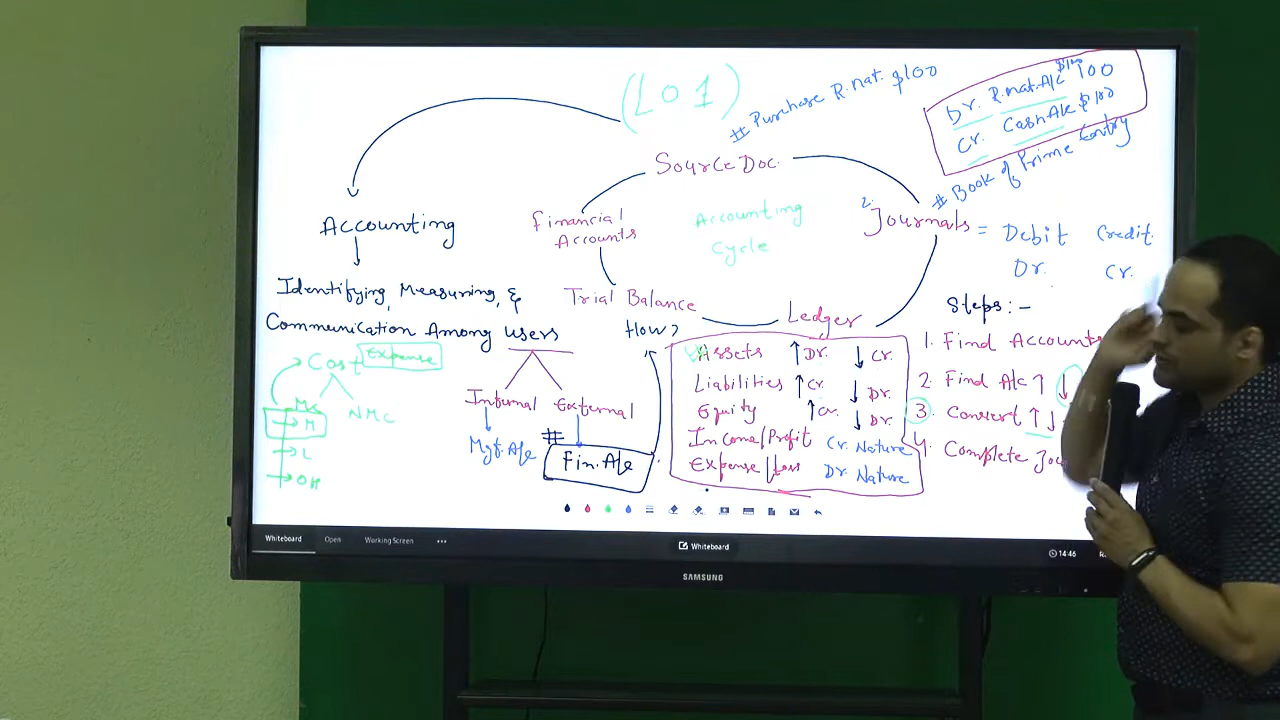 (LO1)
# Purchase R.mat. $100
Dr. R.mat. A/c $100 100
Cr. Cash A/c $100
# Book of Prime Entry
Source Doc.
Accounting
Financial
Accounts
Accounting
Cycle
2. Journals = Debit Credit.
Dr. Cr.
Identifying, Measuring, &
Communication Among users
Trial Balance
Ledger
How?
Steps:-
1. Find Accounts
2. Find A/c ↑ ↓
3. Convert ↑ ↓
4. Complete
Cost Expense
MC NMC
→ M
→ L
→ OH
Internal External
Mgt. A/c
# Fin. A/c
Assets ↑ Dr. ↓ Cr.
Liabilities ↑ Cr. ↓ Dr.
Equity ↑ Cr. ↓ Dr.
Income/Profit Cr. Nature
Expense/Loss Dr. Nature
Whiteboard
Open
Working Screen
Whiteboard
14:46
SAMSUNG